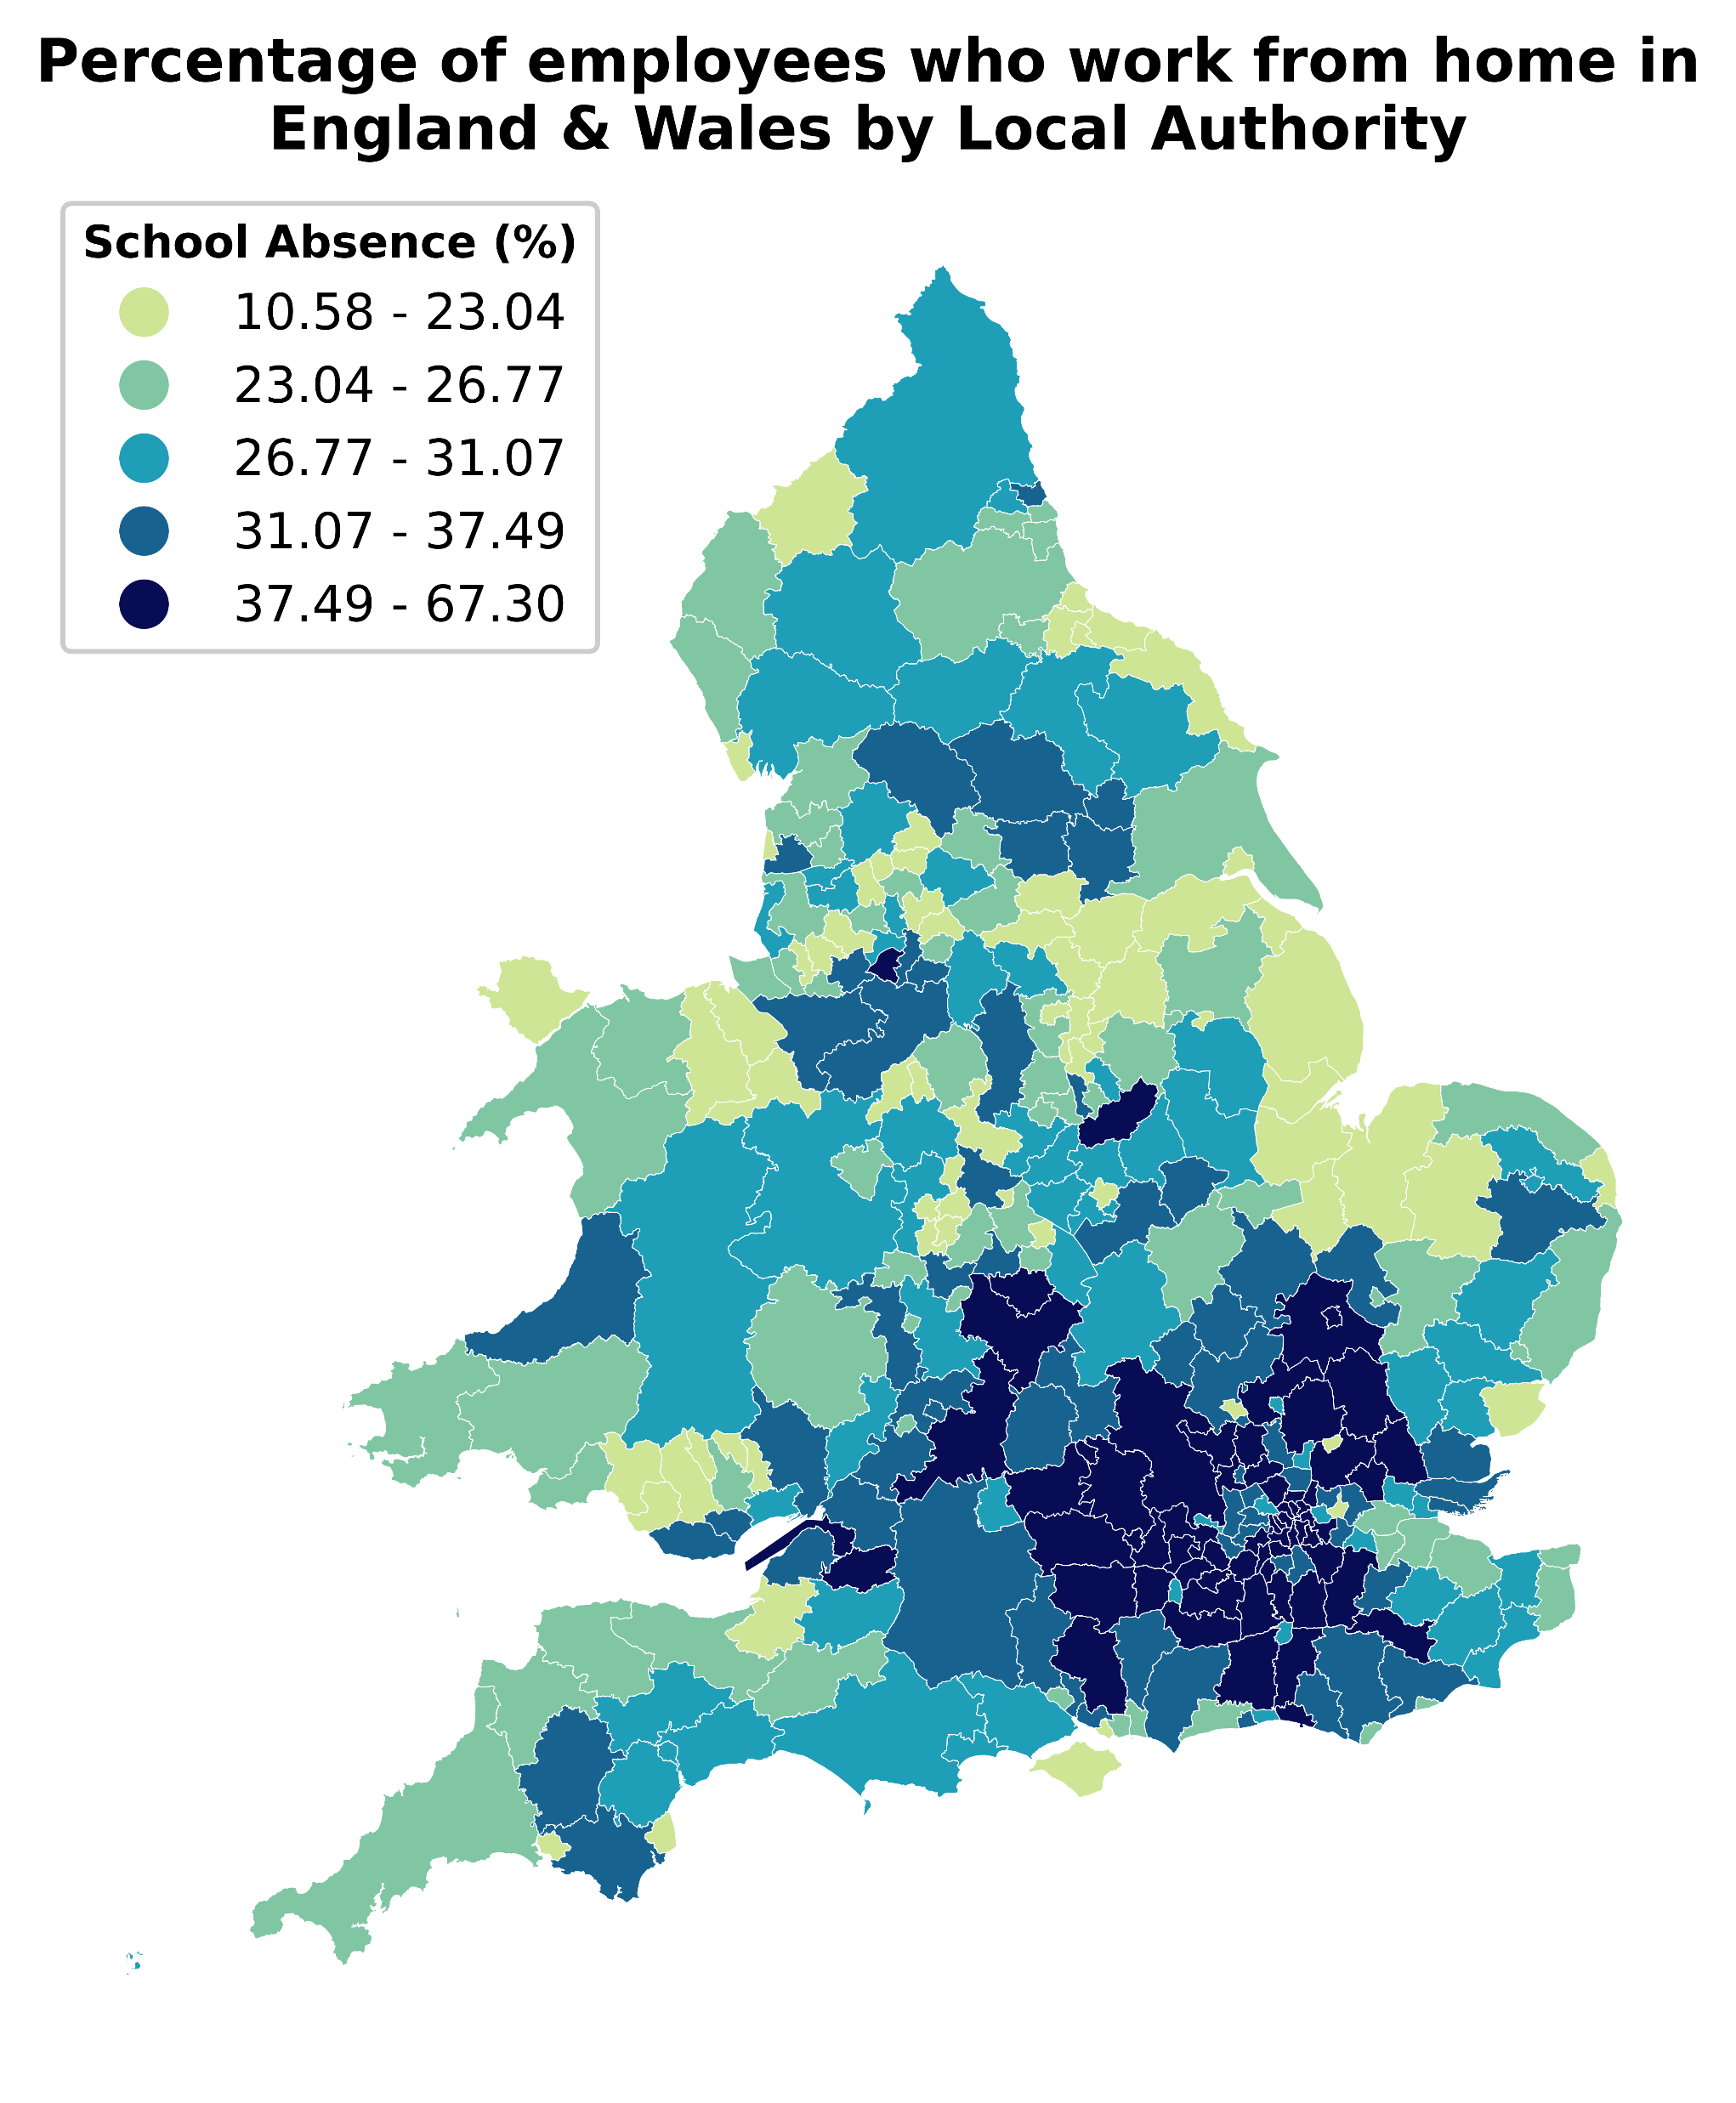 Percentage of employees who work from home in
England & Wales by Local Authority
School Absence (%)
10.58 - 23.04
23.04 - 26.77
26.77 - 31.07
31.07 - 37.49
37.49 - 67.30